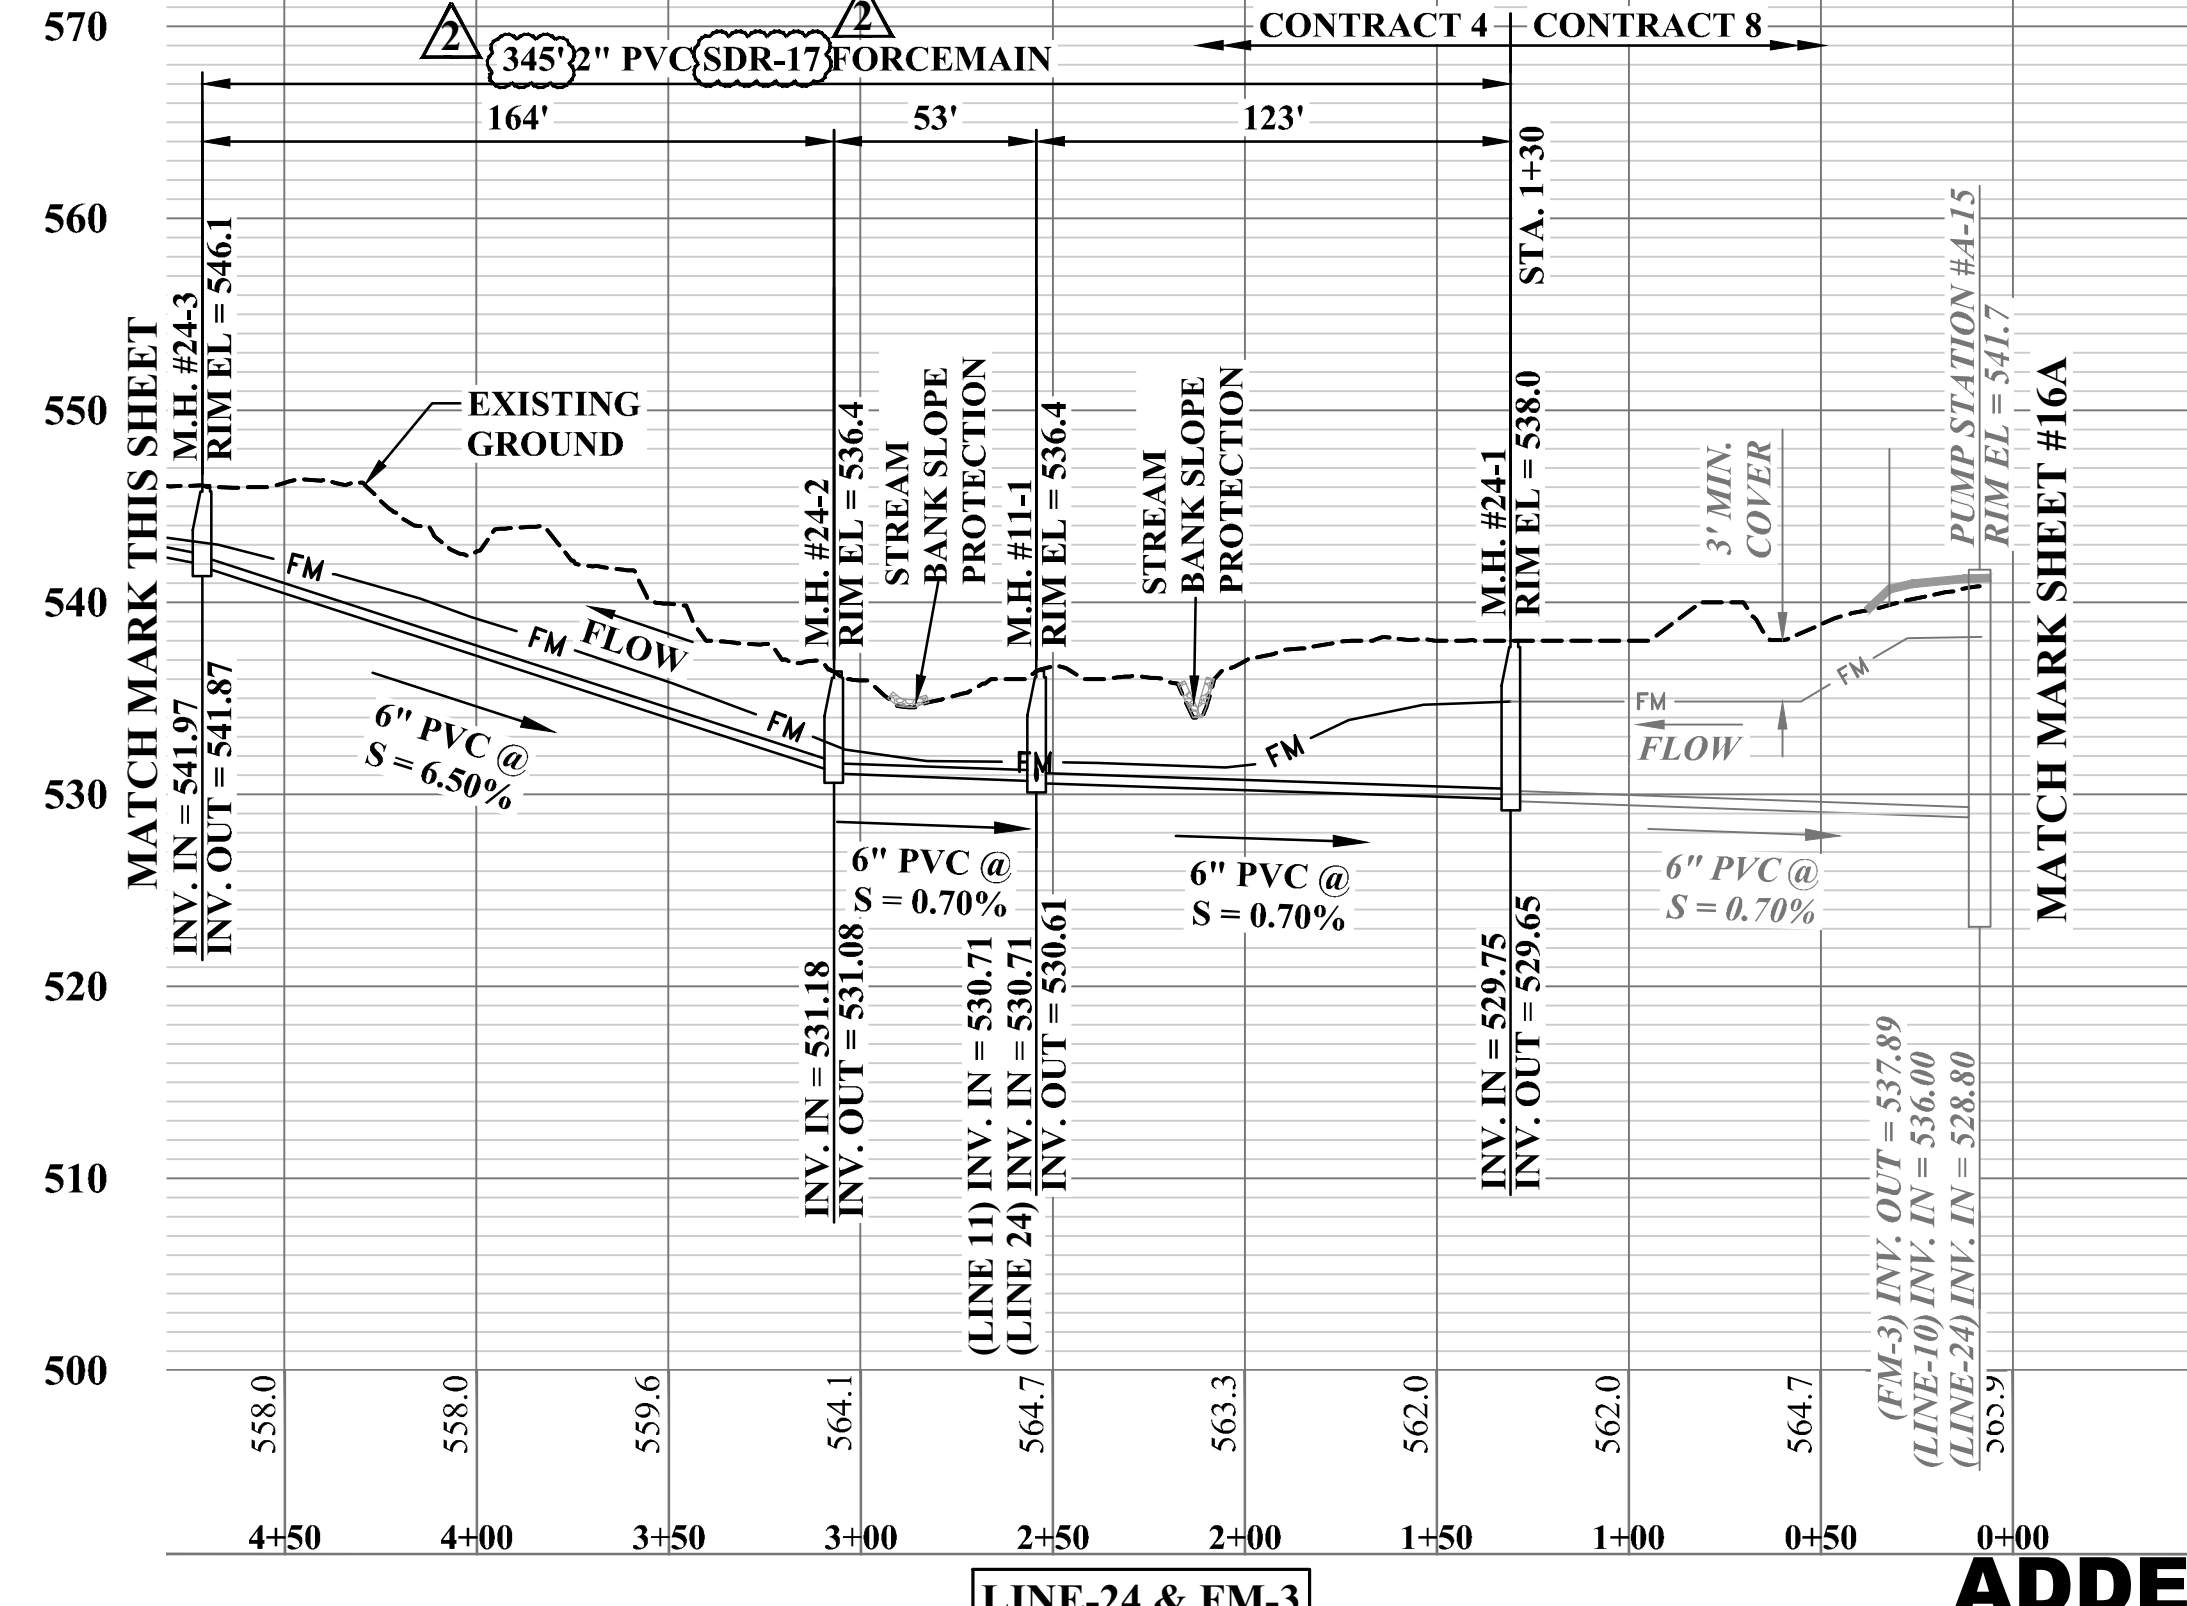 570
560
550
540
530
520
510
500
2
2
345' 2" PVC SDR-17 FORCEMAIN
CONTRACT 4
CONTRACT 8
164'
53'
123'
MATCH MARK THIS SHEET
M.H. #24-3
RIM EL = 546.1
EXISTING
GROUND
M.H. #24-2
RIM EL = 536.4
STREAM
BANK SLOPE
PROTECTION
M.H. #11-1
RIM EL = 536.4
STREAM
BANK SLOPE
PROTECTION
STA. 1+30
M.H. #24-1
RIM EL = 538.0
3' MIN.
COVER
PUMP STATION #A-15
RIM EL = 541.7
MATCH MARK SHEET #16A
FM
FM
FLOW
FM
FM
FM
FM
FM
FLOW
6" PVC @
S = 6.50%
6" PVC @
S = 0.70%
6" PVC @
S = 0.70%
6" PVC @
S = 0.70%
INV. IN = 541.97
INV. OUT = 541.87
INV. IN = 531.18
INV. OUT = 531.08
(LINE 11) INV. IN = 530.71
(LINE 24) INV. IN = 530.71
INV. OUT = 530.61
INV. IN = 529.75
INV. OUT = 529.65
(FM-3) INV. OUT = 537.89
(LINE-10) INV. IN = 536.00
(LINE-24) INV. IN = 528.80
558.0
558.0
559.6
564.1
564.7
563.3
562.0
562.0
564.7
4+50
4+00
3+50
3+00
2+50
2+00
1+50
1+00
0+50
0+00
LINE-24 & FM-3
ADDE